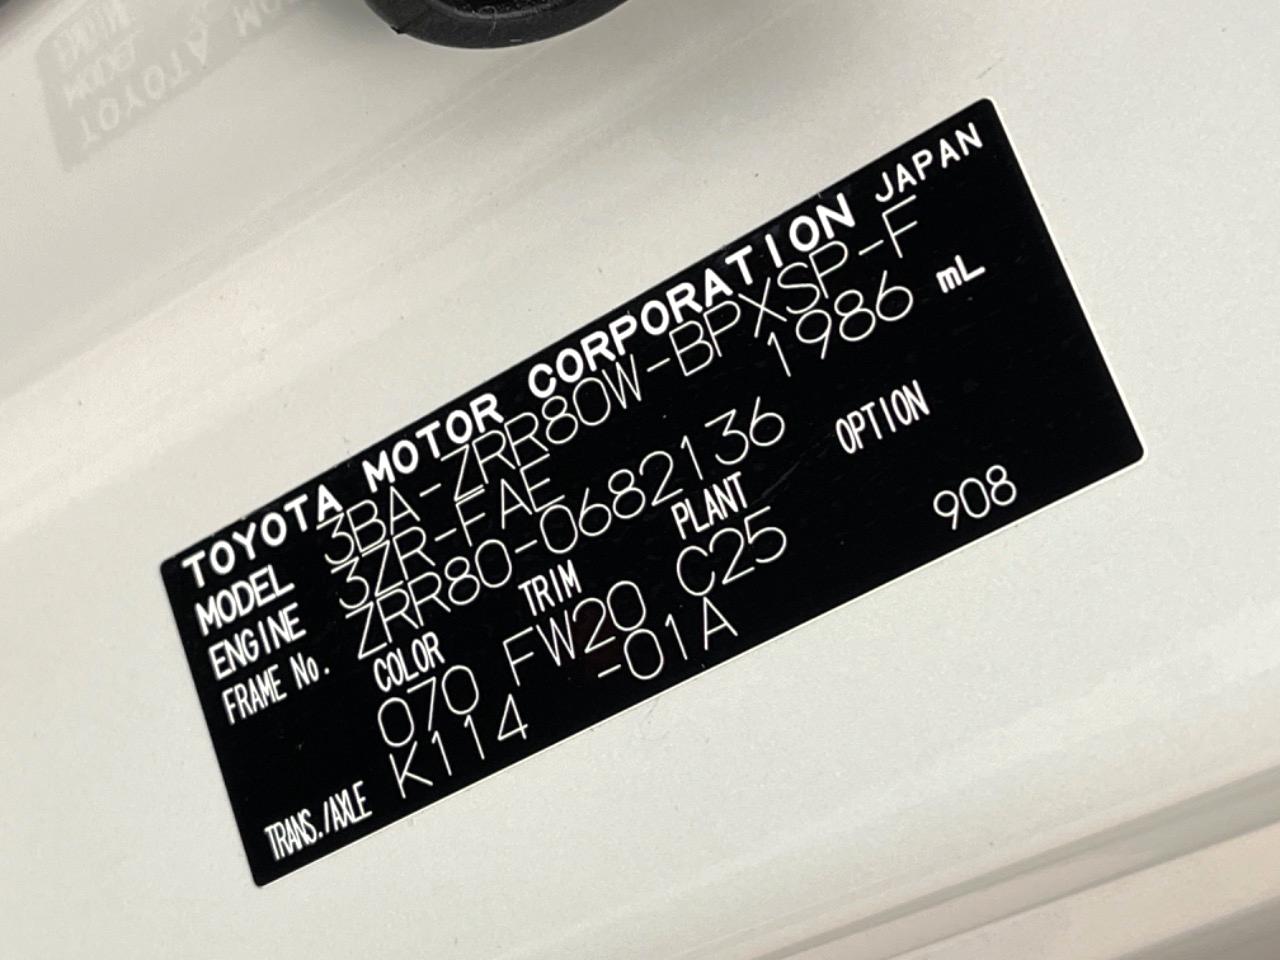 TOYOTA MOTOR CORPORATION JAPAN
MODEL 3BA-ZRR80W-BPXSP-F
ENGINE 3ZR-FAE 1986 mL
FRAME No. ZRR80-0682136
COLOR TRIM PLANT OPTION
070 FW20 C25 908
TRANS./AXLE K114 -01A